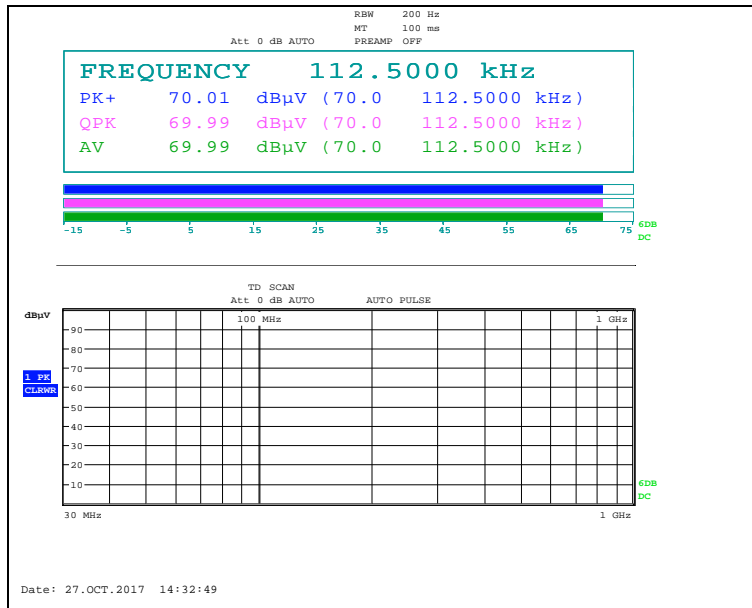 RBW 200 Hz
MT 100 ms
Att 0 dB AUTO PREAMP OFF
FREQUENCY 112.5000 kHz
PK+ 70.01 dBµV (70.0 112.5000 kHz)
QPK 69.99 dBµV (70.0 112.5000 kHz)
AV 69.99 dBµV (70.0 112.5000 kHz)
-15 -5 5 15 25 35 45 55 65 75
6DB
DC
TD SCAN
Att 0 dB AUTO AUTO PULSE
dBµV
100 MHz 1 GHz
90
80
70
1 PK
CLRWR
60
50
40
30
20
10
6DB
DC
30 MHz 1 GHz
Date: 27.OCT.2017 14:32:49